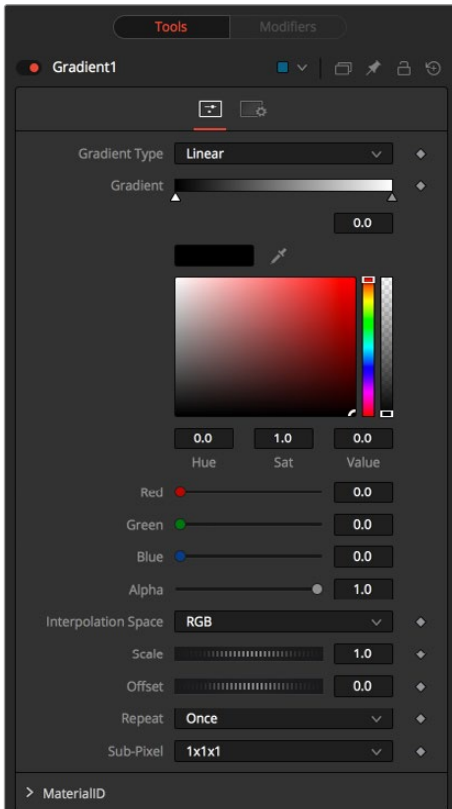 Tools Modifiers
Gradient1
Gradient Type Linear
Gradient
0.0
0.0 1.0 0.0
Hue Sat Value
Red 0.0
Green 0.0
Blue 0.0
Alpha 1.0
Interpolation Space RGB
Scale 1.0
Offset 0.0
Repeat Once
Sub-Pixel 1x1x1
MaterialID